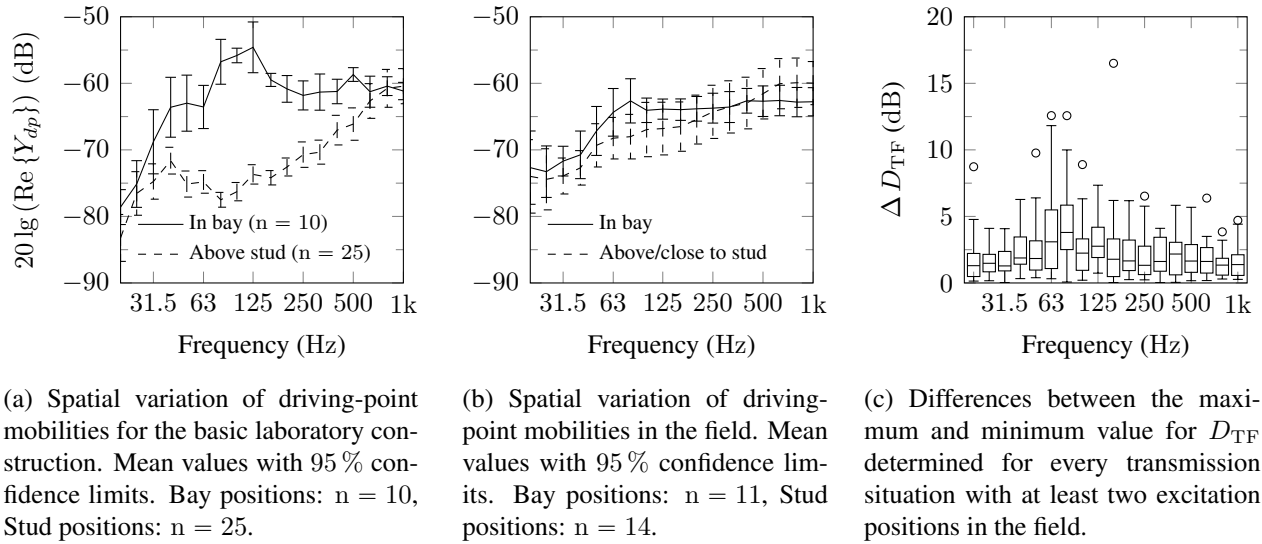 −50
−60
−70
−80
−90
20 lg (Re {Y_dp}) (dB)
In bay (n = 10)
Above stud (n = 25)
31.5 63 125 250 500 1k
Frequency (Hz)
−50
−60
−70
−80
−90
In bay
Above/close to stud
31.5 63 125 250 500 1k
Frequency (Hz)
20
15
10
5
0
Δ D_TF (dB)
31.5 63 125 250 500 1k
Frequency (Hz)
(a) Spatial variation of driving-point
mobilities for the basic laboratory con-
struction. Mean values with 95 % con-
fidence limits. Bay positions: n = 10,
Stud positions: n = 25.
(b) Spatial variation of driving-
point mobilities in the field. Mean
values with 95 % confidence lim-
its. Bay positions: n = 11, Stud
positions: n = 14.
(c) Differences between the maxi-
mum and minimum value for D_TF
determined for every transmission
situation with at least two excitation
positions in the field.